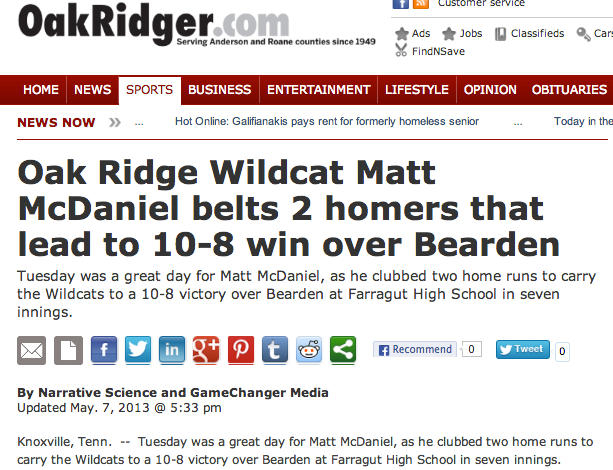 OakRidger.com
Serving Anderson and Roane counties since 1949
Customer service
Ads Jobs Classifieds Cars
FindNSave
HOME NEWS SPORTS BUSINESS ENTERTAINMENT LIFESTYLE OPINION OBITUARIES
NEWS NOW » ... Hot Online: Galifianakis pays rent for formerly homeless senior ... Today in the
Oak Ridge Wildcat Matt
McDaniel belts 2 homers that
lead to 10-8 win over Bearden
Tuesday was a great day for Matt McDaniel, as he clubbed two home runs to carry
the Wildcats to a 10-8 victory over Bearden at Farragut High School in seven
innings.
f in g+1 t Recommend 0 Tweet 0
By Narrative Science and GameChanger Media
Updated May. 7, 2013 @ 5:33 pm
Knoxville, Tenn. -- Tuesday was a great day for Matt McDaniel, as he clubbed two home runs to
carry the Wildcats to a 10-8 victory over Bearden at Farragut High School in seven innings.